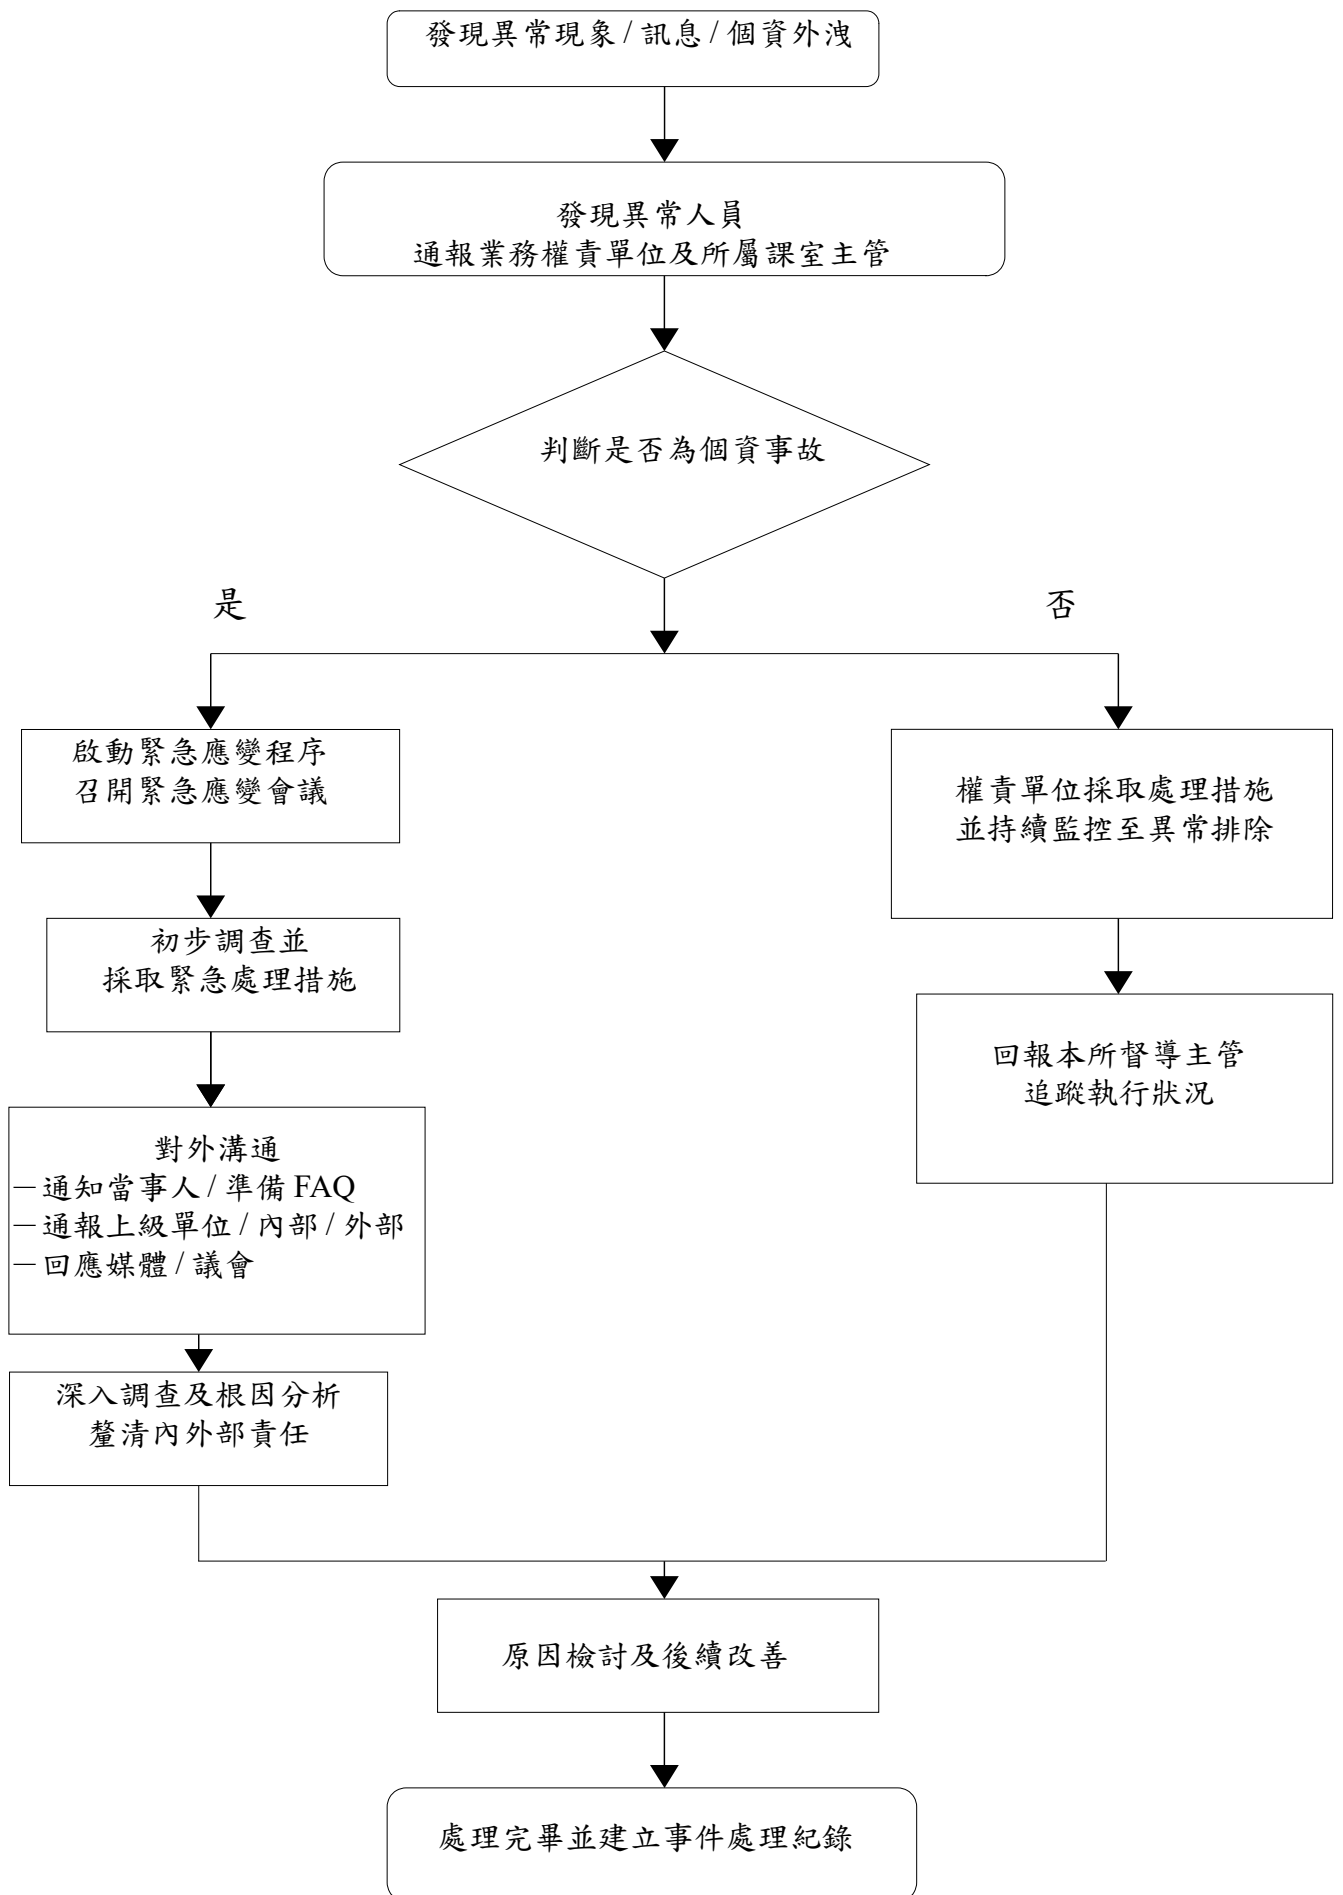 發現異常現象 / 訊息 / 個資外洩
發現異常人員
通報業務權責單位及所屬課室主管
判斷是否為個資事故
是
否
啟動緊急應變程序
召開緊急應變會議
初步調查並
採取緊急處理措施
對外溝通
－通知當事人 / 準備 FAQ
－通報上級單位 / 內部 / 外部
－回應媒體 / 議會
深入調查及根因分析
釐清內外部責任
權責單位採取處理措施
並持續監控至異常排除
回報本所督導主管
追蹤執行狀況
原因檢討及後續改善
處理完畢並建立事件處理紀錄